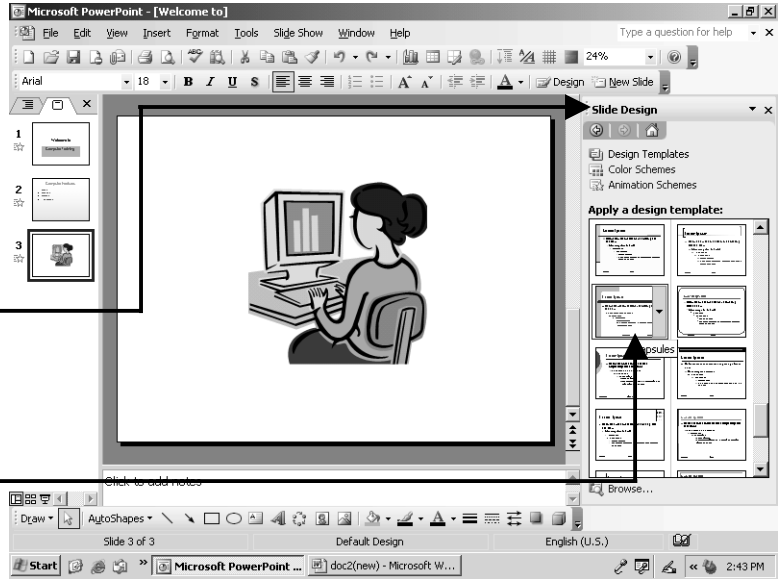 Microsoft PowerPoint - [Welcome to]
File Edit View Insert Format Tools Slide Show Window Help Type a question for help
24%
Arial 18 B I U S A A A Design New Slide
Slide Design
1
Welcome to
Computer Training
2
3
Design Templates
Color Schemes
Animation Schemes
Apply a design template:
Click to add notes
Browse...
Draw AutoShapes A
Slide 3 of 3 Default Design English (U.S.)
Start » Microsoft PowerPoint ... doc2(new) - Microsoft W... « 2:43 PM